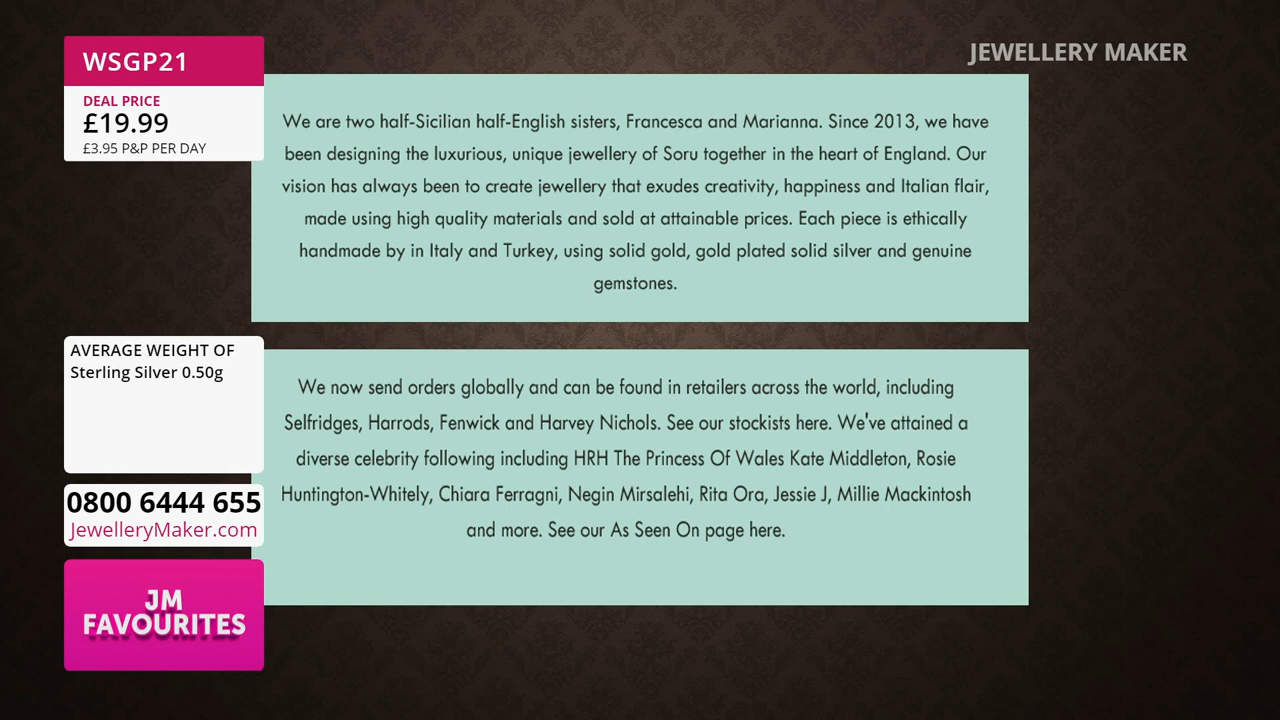 WSGP21
DEAL PRICE
£19.99
£3.95 P&P PER DAY
JEWELLERY MAKER
We are two half-Sicilian half-English sisters, Francesca and Marianna. Since 2013, we have
been designing the luxurious, unique jewellery of Soru together in the heart of England. Our
vision has always been to create jewellery that exudes creativity, happiness and Italian flair,
made using high quality materials and sold at attainable prices. Each piece is ethically
handmade by in Italy and Turkey, using solid gold, gold plated solid silver and genuine
gemstones.
AVERAGE WEIGHT OF
Sterling Silver 0.50g
We now send orders globally and can be found in retailers across the world, including
Selfridges, Harrods, Fenwick and Harvey Nichols. See our stockists here. We've attained a
diverse celebrity following including HRH The Princess Of Wales Kate Middleton, Rosie
Huntington-Whitely, Chiara Ferragni, Negin Mirsalehi, Rita Ora, Jessie J, Millie Mackintosh
and more. See our As Seen On page here.
0800 6444 655
JewelleryMaker.com
JM
FAVOURITES